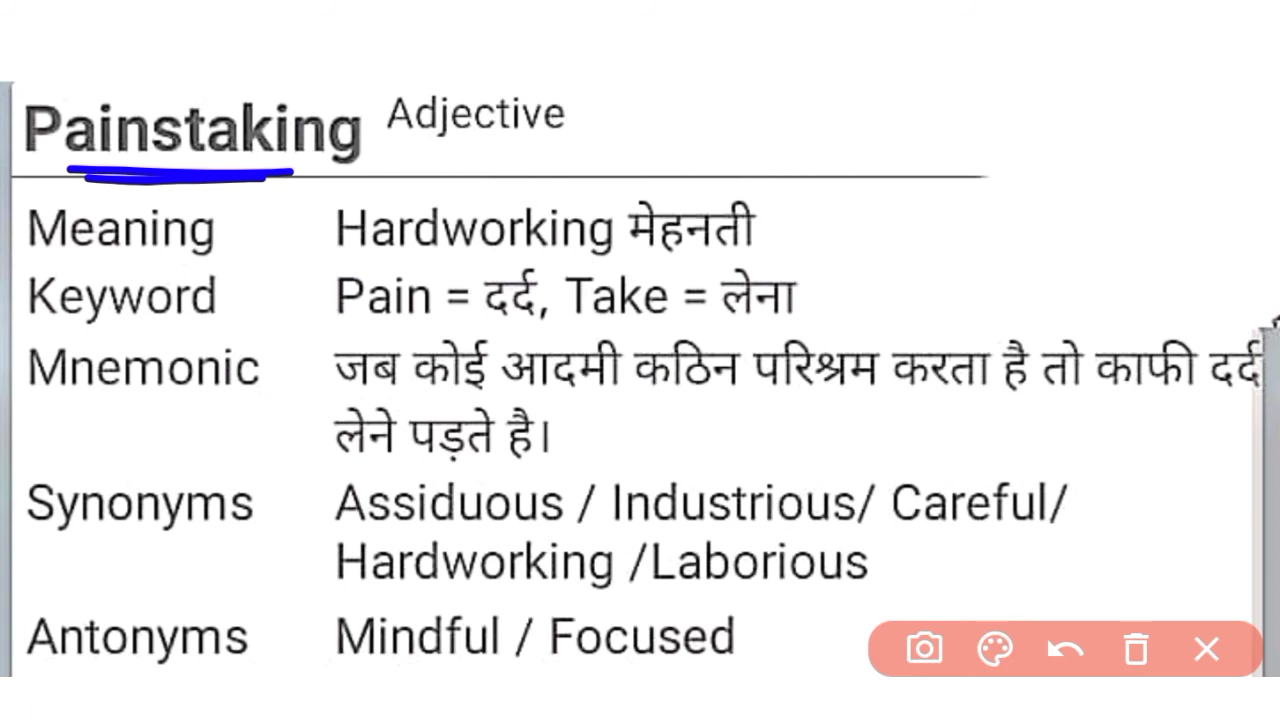 Painstaking Adjective
Meaning Hardworking मेहनती
Keyword Pain = दर्द, Take = लेना
Mnemonic जब कोई आदमी कठिन परिश्रम करता है तो काफी दर्द
लेने पड़ते है।
Synonyms Assiduous / Industrious/ Careful/
Hardworking /Laborious
Antonyms Mindful / Focused